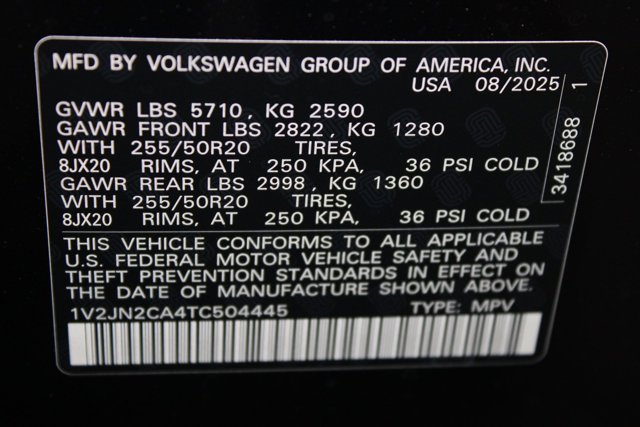 MFD BY VOLKSWAGEN GROUP OF AMERICA, INC.
USA 08/2025
GVWR LBS 5710, KG 2590
GAWR FRONT LBS 2822, KG 1280
WITH 255/50R20 TIRES,
8JX20 RIMS, AT 250 KPA, 36 PSI COLD
GAWR REAR LBS 2998, KG 1360
WITH 255/50R20 TIRES,
8JX20 RIMS, AT 250 KPA, 36 PSI COLD
THIS VEHICLE CONFORMS TO ALL APPLICABLE
U.S. FEDERAL MOTOR VEHICLE SAFETY AND
THEFT PREVENTION STANDARDS IN EFFECT ON
THE DATE OF MANUFACTURE SHOWN ABOVE.
1V2JN2CA4TC504445 TYPE: MPV
3418688 1